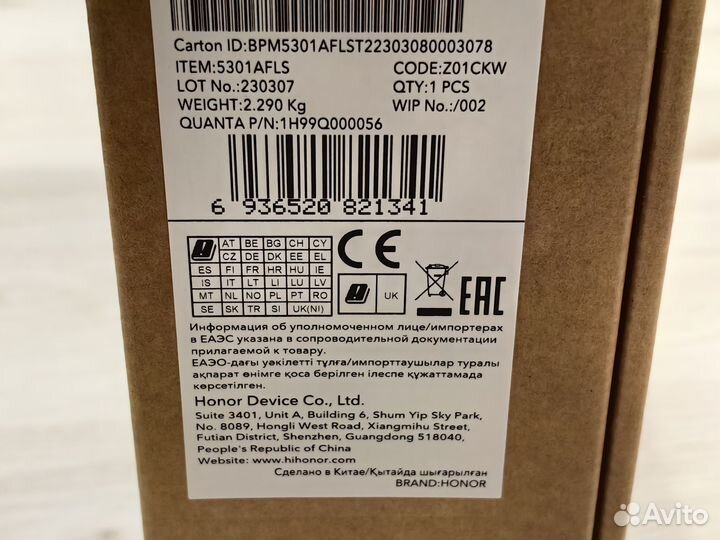 Carton ID:BPM5301AFLST22303080003078
ITEM:5301AFLS CODE:Z01CKW
LOT No.:230307 QTY:1 PCS
WEIGHT:2.290 Kg WIP No.:/002
QUANTA P/N:1H99Q000056
6 936520 821341
AT BE BG CH CY
CZ DE DK EE EL
ES FI FR HR HU IE
IS IT LI LT LU LV
MT NL NO PL PT RO
SE SK TR SI UK(NI)
CE
UK
EAC
Информация об уполномоченном лице/импортерах
в ЕАЭС указана в сопроводительной документации
прилагаемой к товару.
ЕАЭО-дағы уәкілетті тұлға/импорттаушылар туралы
ақпарат өнімге қоса берілген ілеспе құжаттамада
көрсетілген.
Honor Device Co., Ltd.
Suite 3401, Unit A, Building 6, Shum Yip Sky Park,
No. 8089, Hongli West Road, Xiangmihu Street,
Futian District, Shenzhen, Guangdong 518040,
People's Republic of China
Website: www.hihonor.com
Сделано в Китае/Қытайда шығарылған
BRAND:HONOR
Avito